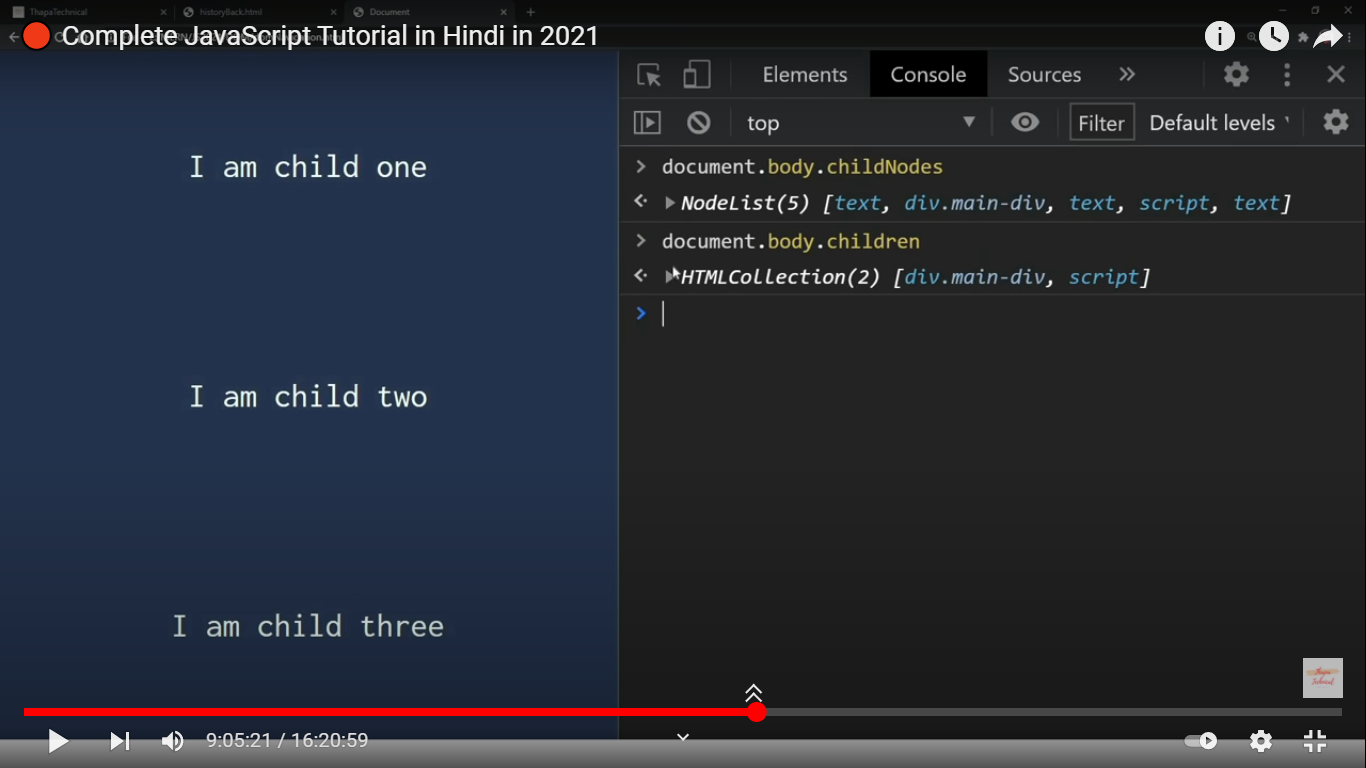 ThapaTechnical
historyBack.html
Document
Complete JavaScript Tutorial in Hindi in 2021
Elements
Console
Sources
top
Filter
Default levels
I am child one
I am child two
I am child three
> document.body.childNodes
NodeList(5) [text, div.main-div, text, script, text]
> document.body.children
HTMLCollection(2) [div.main-div, script]
>
Thapa
Technical
9:05:21 / 16:20:59